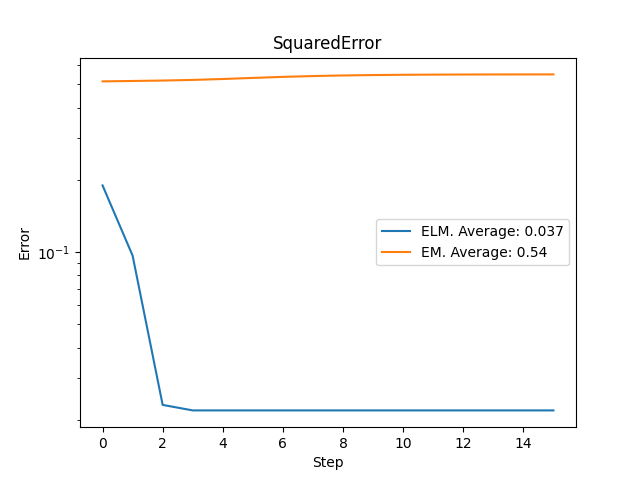 SquaredError
Error
10⁻¹
ELM. Average: 0.037
EM. Average: 0.54
0 2 4 6 8 10 12 14
Step